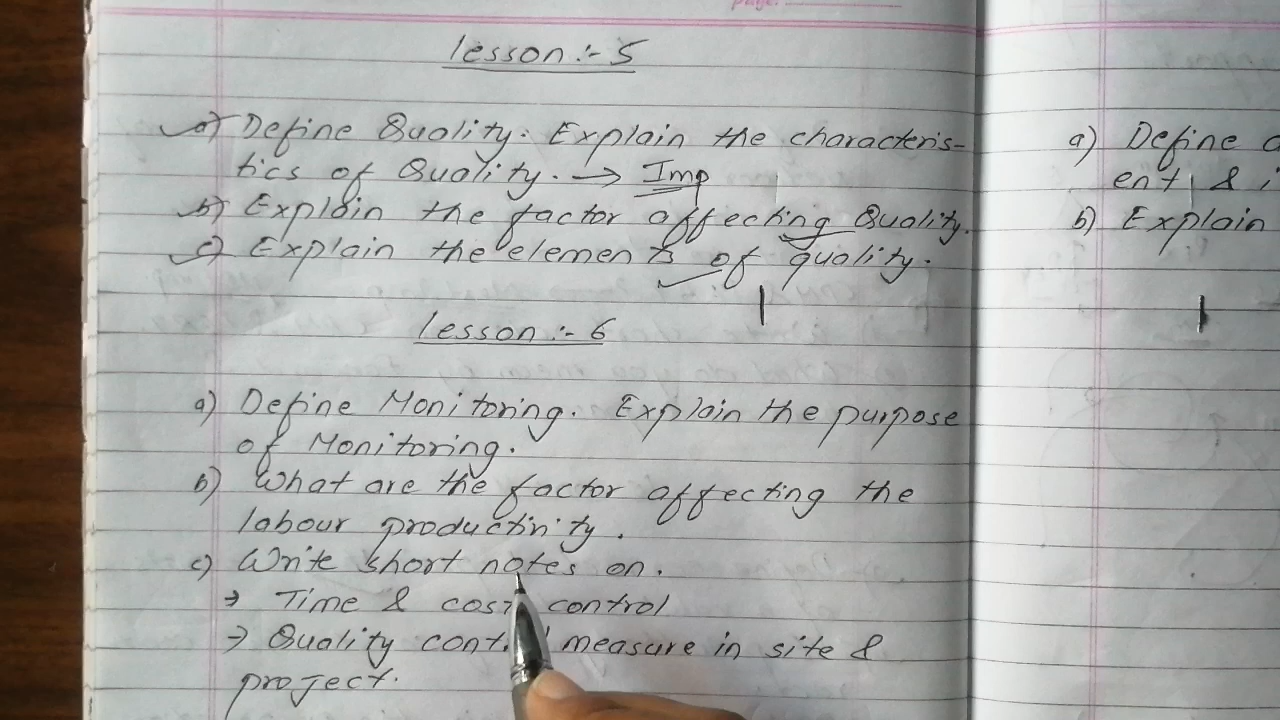 page:
lesson :- 5
a) Define Quality. Explain the characteris-
tics of Quality. → Imp
b) Explain the factor affecting Quality.
c) Explain the elements of quality.
lesson :- 6
a) Define Monitoring. Explain the purpose
of Monitoring.
b) What are the factor affecting the
labour productivity.
c) Write short notes on.
→ Time & cost control
→ Quality control measure in site &
project.
a) Define
ent &
b) Explain